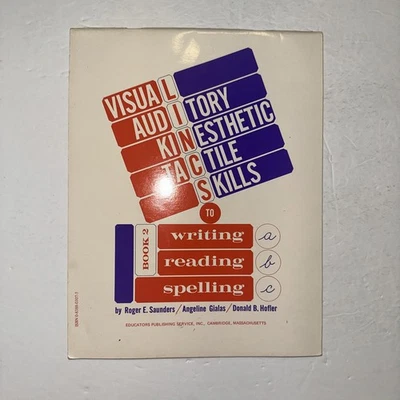 VISUAL
AUDITORY
KINESTHETIC
TACTILE
SKILLS
TO
BOOK 2
writing a
reading b
spelling c
by Roger E. Saunders / Angeline Gialas / Donald B. Hofler
EDUCATORS PUBLISHING SERVICE, INC., CAMBRIDGE, MASSACHUSETTS